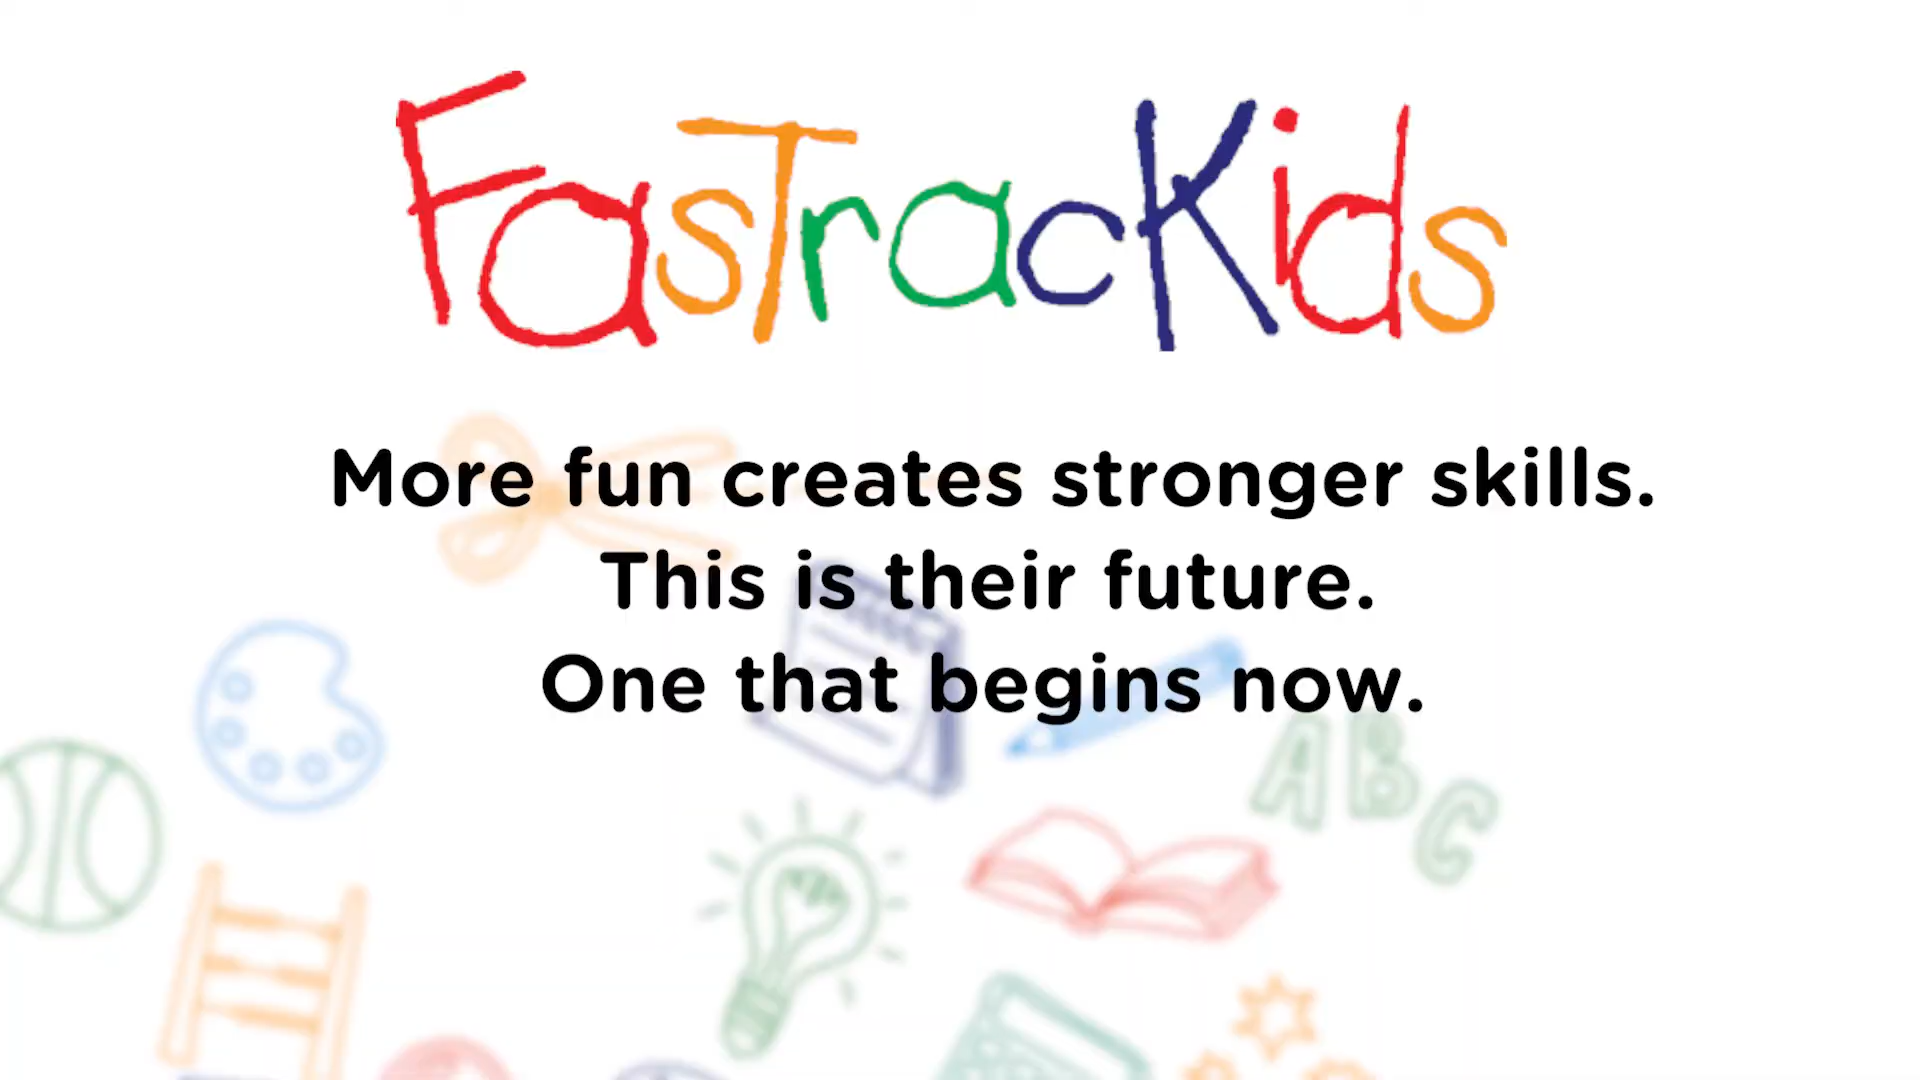 FasTracKids
More fun creates stronger skills.
This is their future.
One that begins now.
A B C